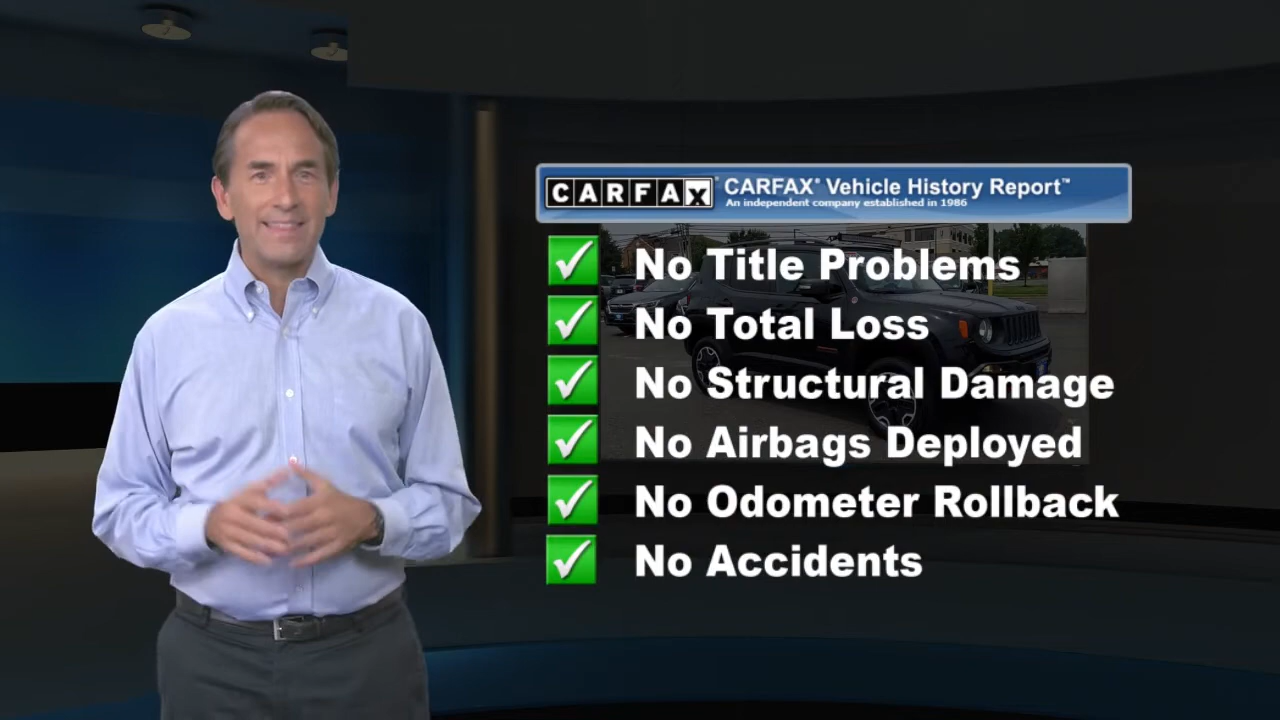 CARFAX® CARFAX® Vehicle History Report™
An independent company established in 1986
No Title Problems
No Total Loss
No Structural Damage
No Airbags Deployed
No Odometer Rollback
No Accidents